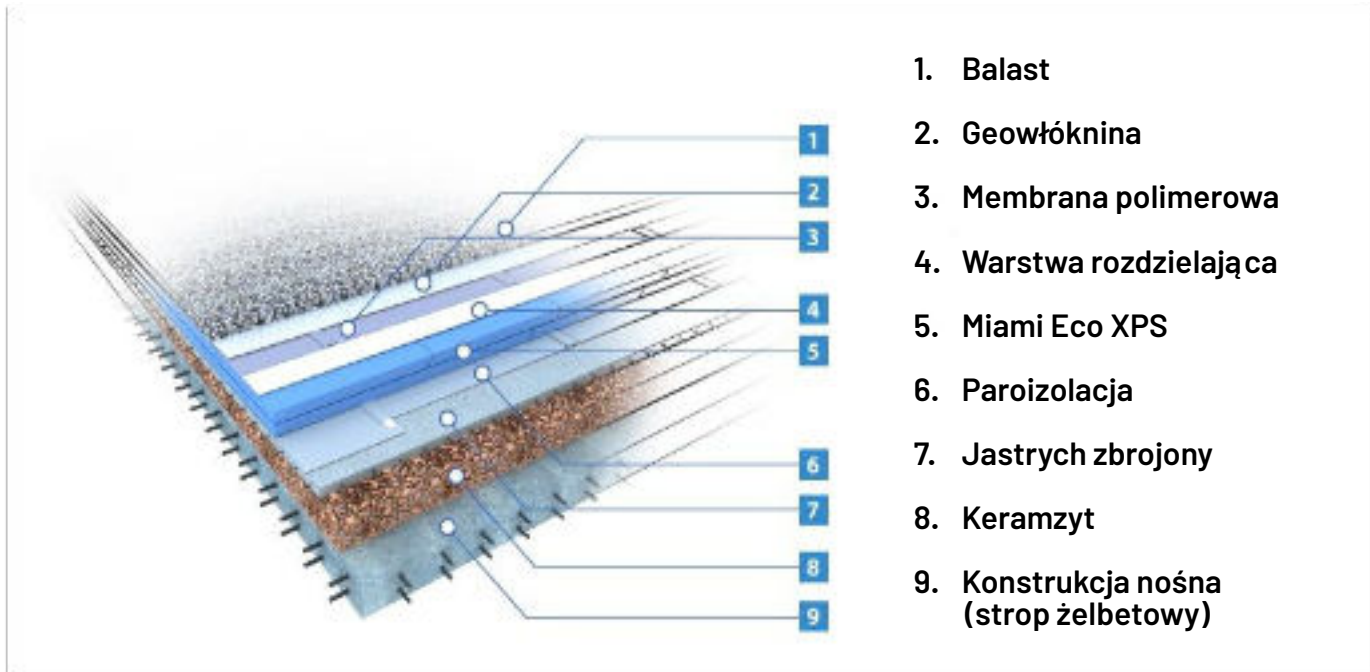 1
2
3
4
5
6
7
8
9
1. Balast
2. Geowłóknina
3. Membrana polimerowa
4. Warstwa rozdzielająca
5. Miami Eco XPS
6. Paroizolacja
7. Jastrych zbrojony
8. Keramzyt
9. Konstrukcja nośna
(strop żelbetowy)